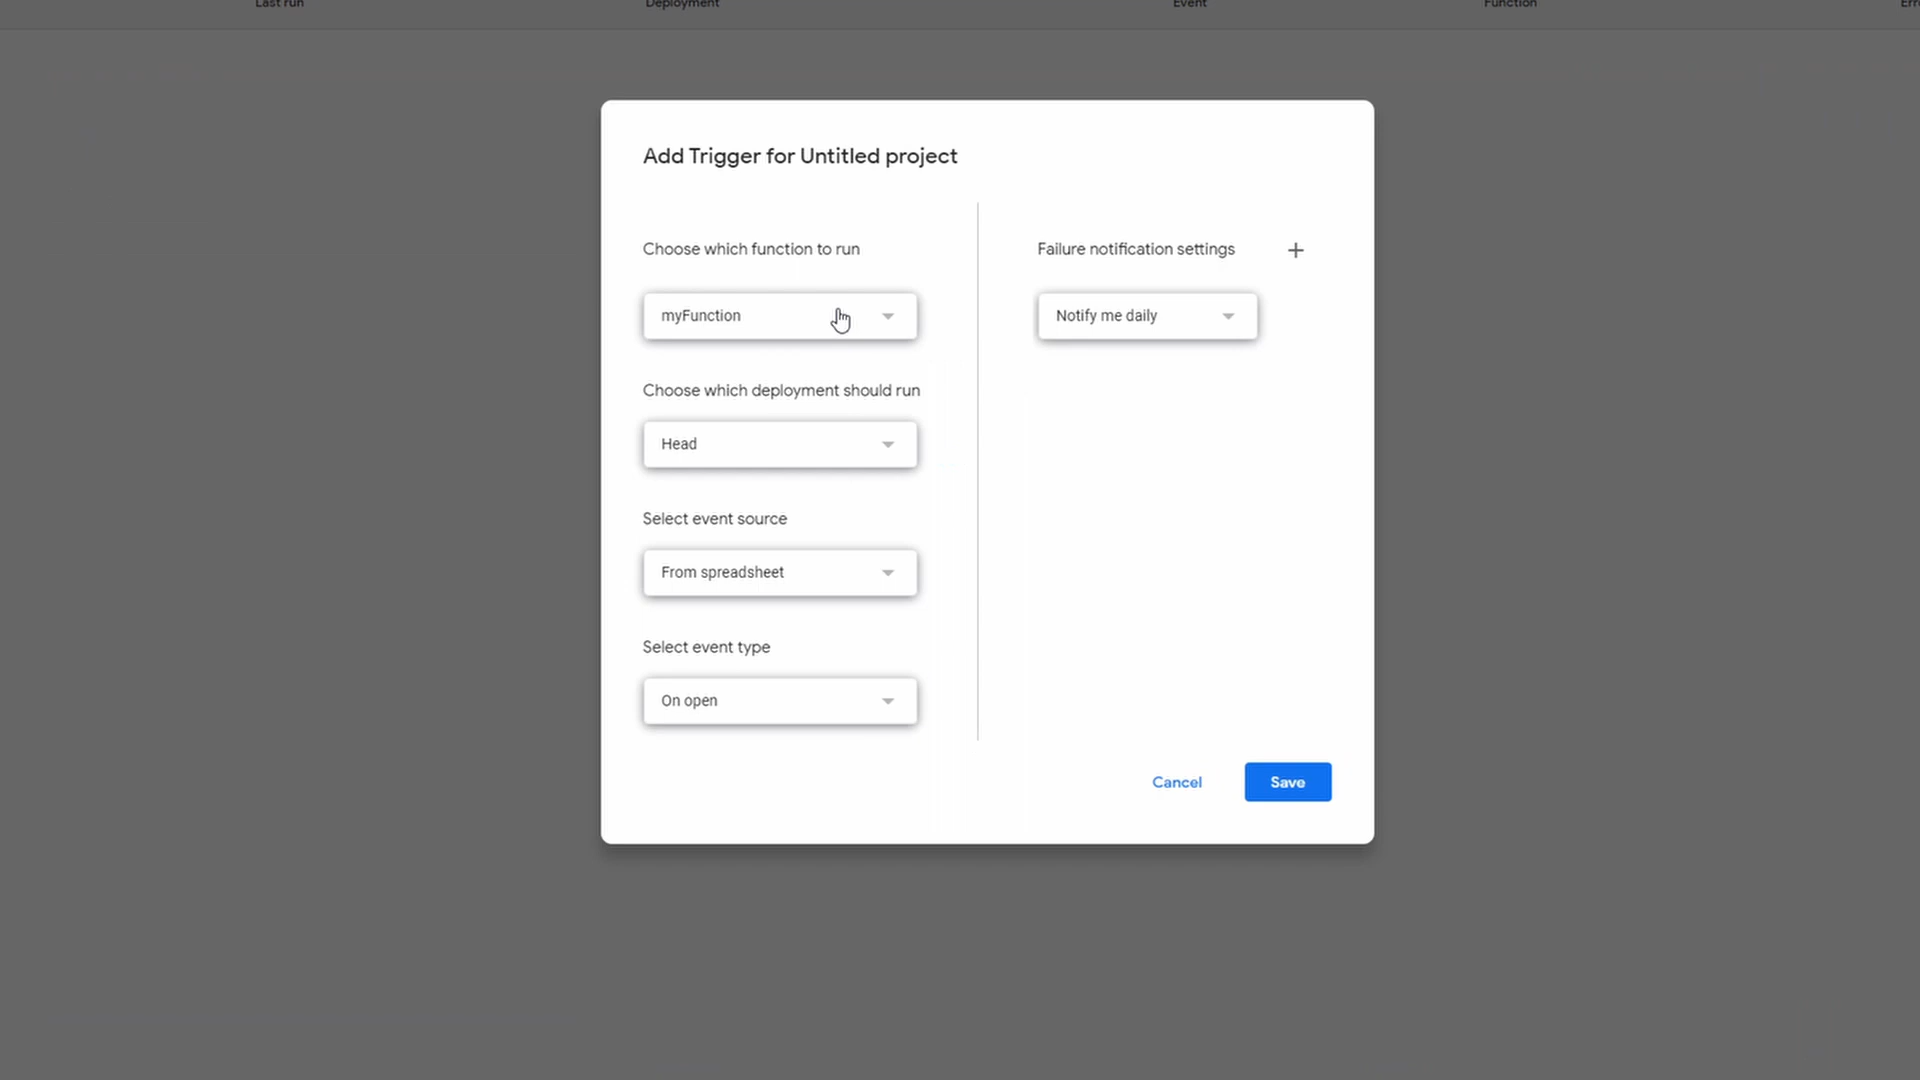 Last run Deployment Event Function
Add Trigger for Untitled project
Choose which function to run
myFunction
Choose which deployment should run
Head
Select event source
From spreadsheet
Select event type
On open
Failure notification settings
Notify me daily
Cancel Save